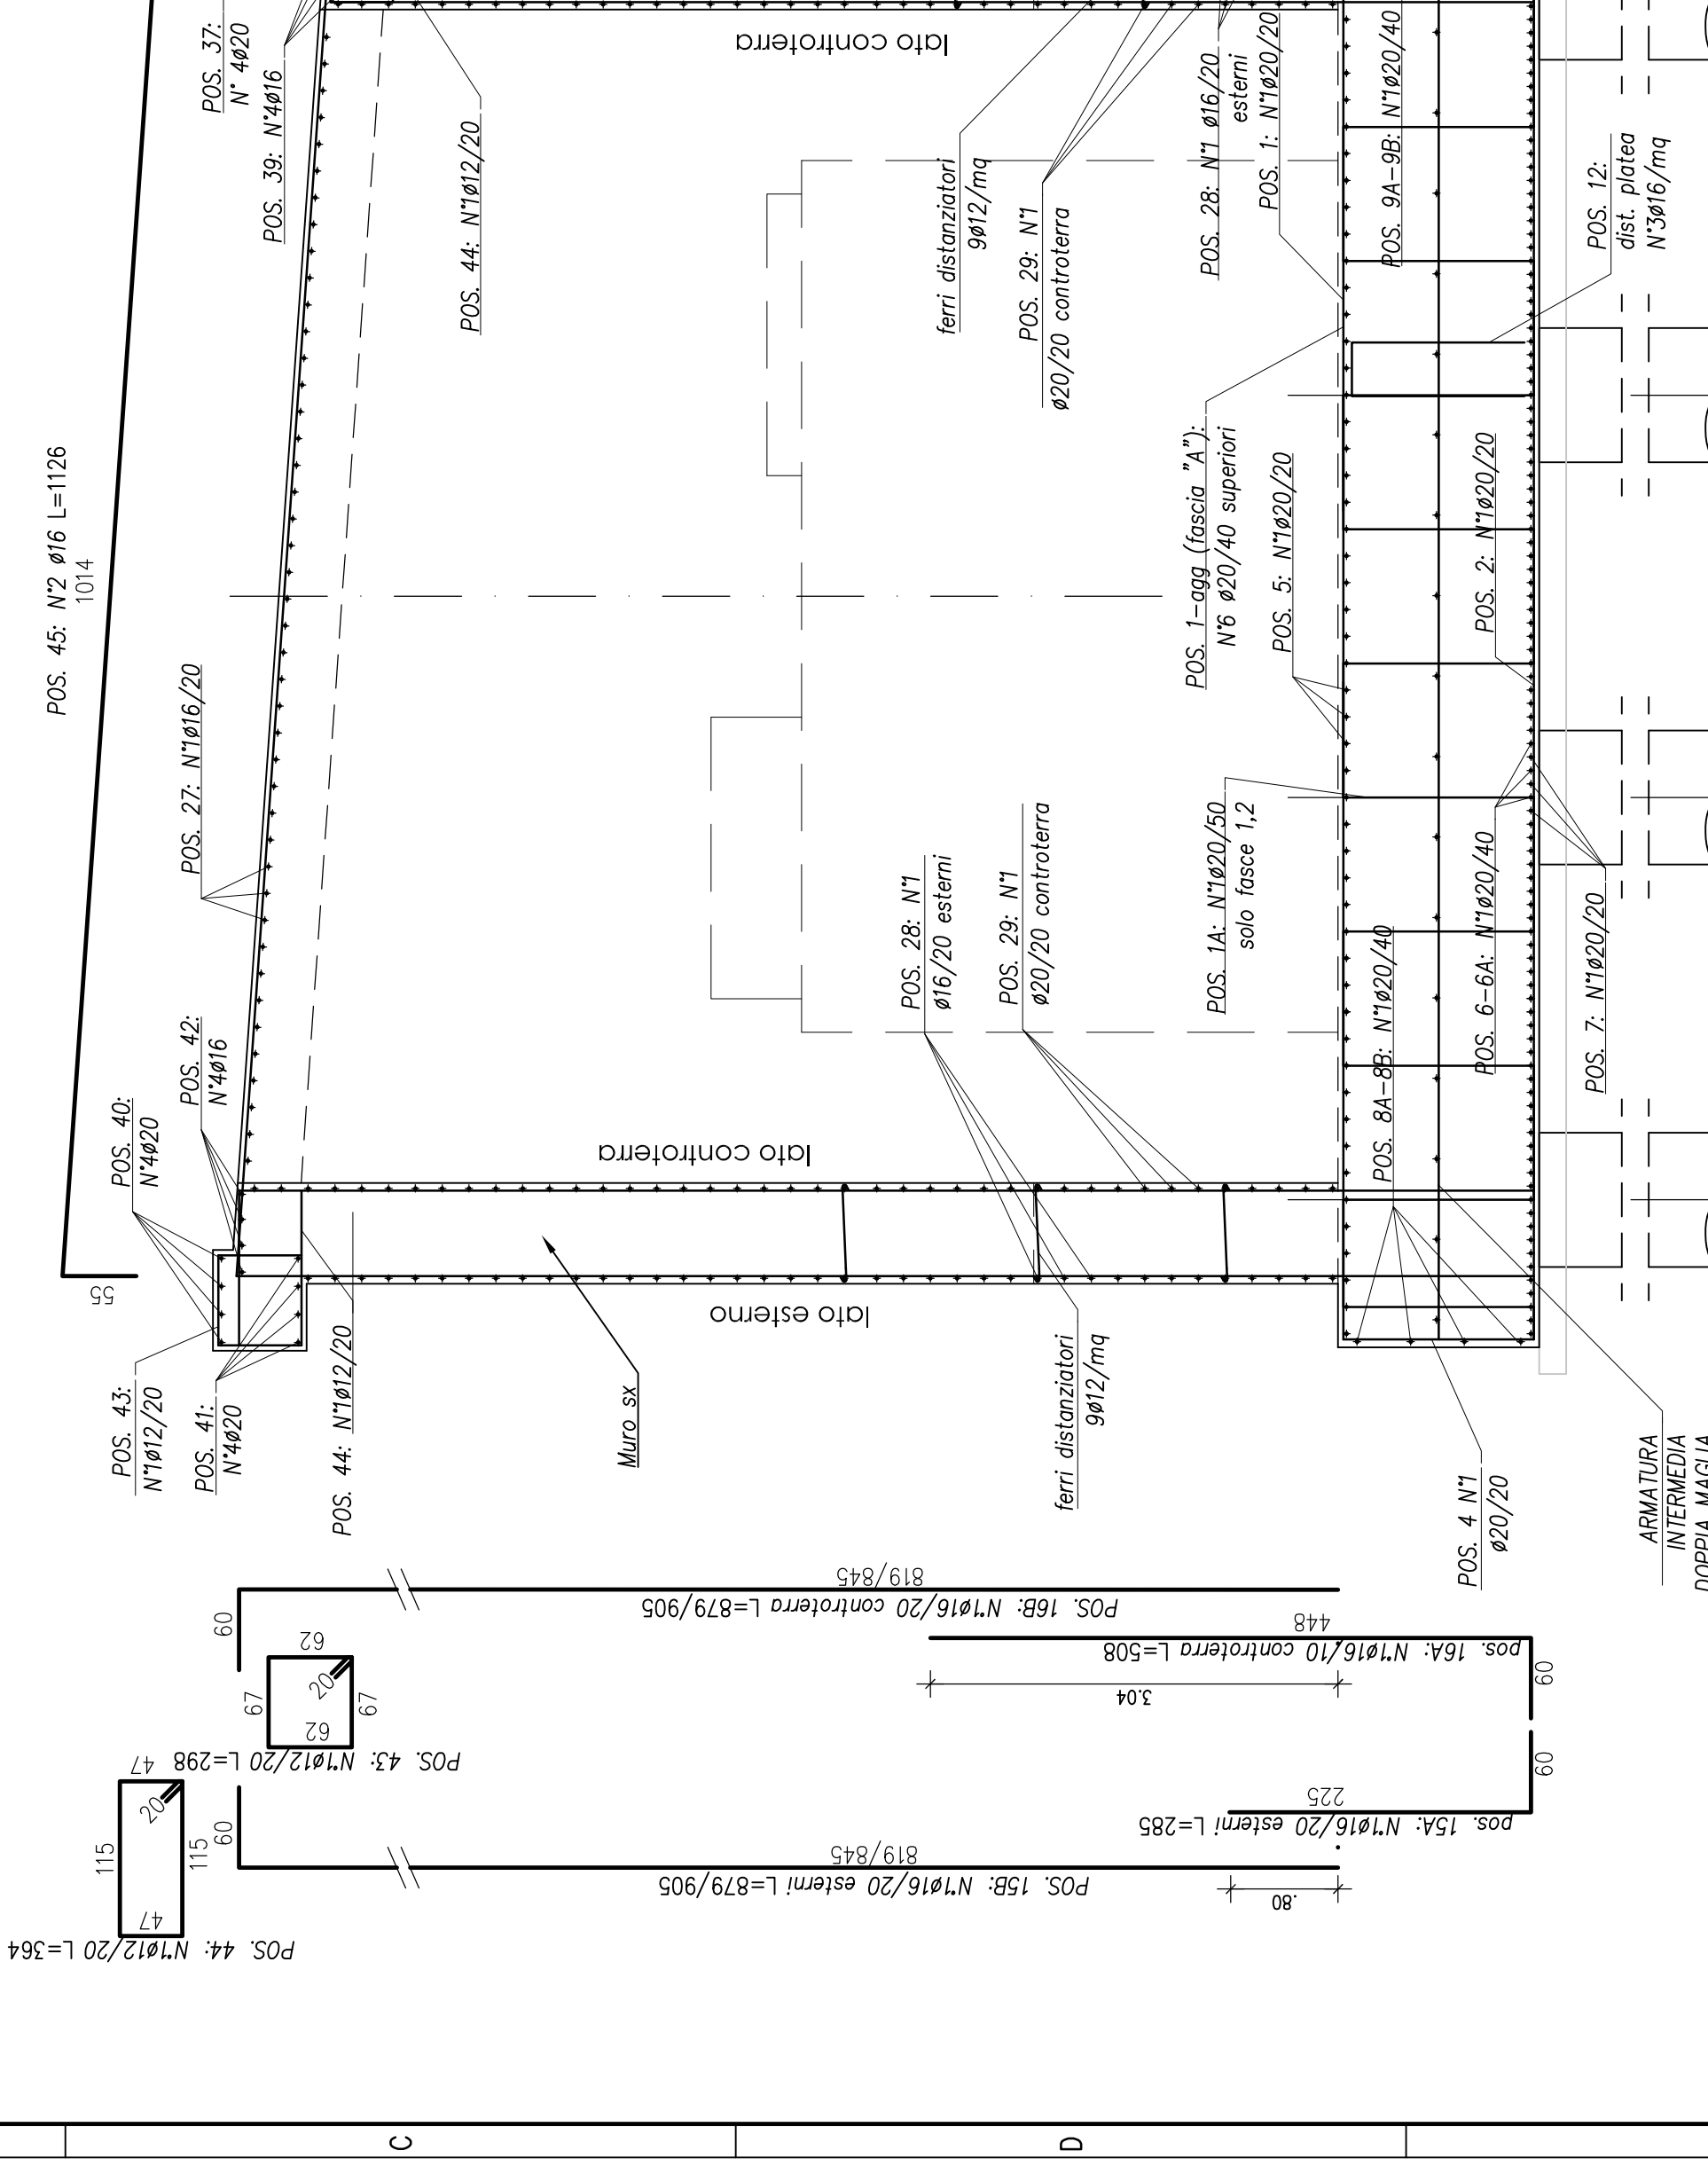 POS. 45: N°2 ø16 L=1126
1014
55
POS. 37:
N° 4ø20
POS. 39: N°4ø16
POS. 44: N°1ø12/20
lato controterra
ferri distanziatori
9ø12/mq
POS. 29: N°1
ø20/20 controterra
POS. 28: N°1 ø16/20
esterni
POS. 1: N°1ø20/20
POS. 9A-9B: N°1ø20/40
POS. 12:
dist. platea
N°3ø16/mq
POS. 27: N°1ø16/20
POS. 1-agg (fascia "A"):
N°6 ø20/40 superiori
POS. 5: N°1ø20/20
POS. 2: N°1ø20/20
POS. 40:
N°4ø20
POS. 42:
N°4ø16
POS. 28: N°1
ø16/20 esterni
POS. 29: N°1
ø20/20 controterra
POS. 1A: N°1ø20/50
solo fasce 1,2
POS. 8A-8B: N°1ø20/40
POS. 6-6A: N°1ø20/40
POS. 7: N°1ø20/20
lato controterra
lato esterno
POS. 43:
N°1ø12/20
POS. 41:
N°4ø20
POS. 44: N°1ø12/20
Muro sx
ferri distanziatori
9ø12/mq
POS. 4 N°1
ø20/20
ARMATURA
INTERMEDIA
DOPPIA MAGLIA
819/845
60
POS. 16B: N°1ø16/20 controterra L=879/905
448
pos. 16A: N°1ø16/10 controterra L=508
60
3.04
62
67
20
67
62
POS. 43: N°1ø12/20 L=298
60
225
pos. 15A: N°1ø16/20 esterni L=285
60
819/845
POS. 15B: N°1ø16/20 esterni L=879/905
.80
47
20
115
115
47
POS. 44: N°1ø12/20 L=364
C
D